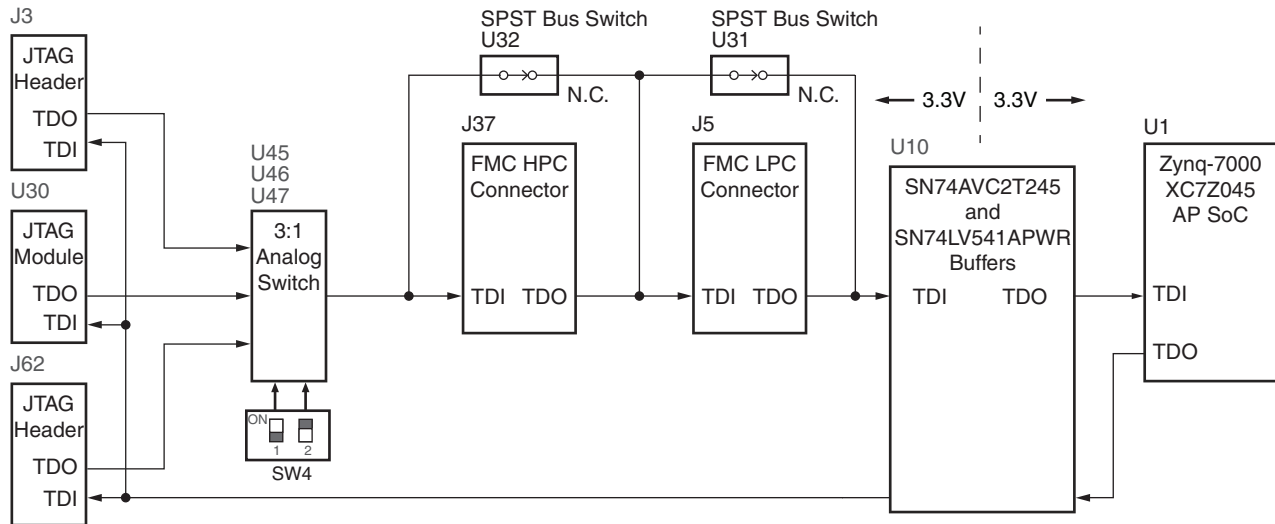 J3
JTAG
Header
TDO
TDI
U30
JTAG
Module
TDO
TDI
J62
JTAG
Header
TDO
TDI
U45
U46
U47
3:1
Analog
Switch
ON
1 2
SW4
SPST Bus Switch
U32
N.C.
J37
FMC HPC
Connector
TDI TDO
SPST Bus Switch
U31
N.C.
J5
FMC LPC
Connector
TDI TDO
3.3V 3.3V
U10
SN74AVC2T245
and
SN74LV541APWR
Buffers
TDI TDO
U1
Zynq-7000
XC7Z045
AP SoC
TDI
TDO